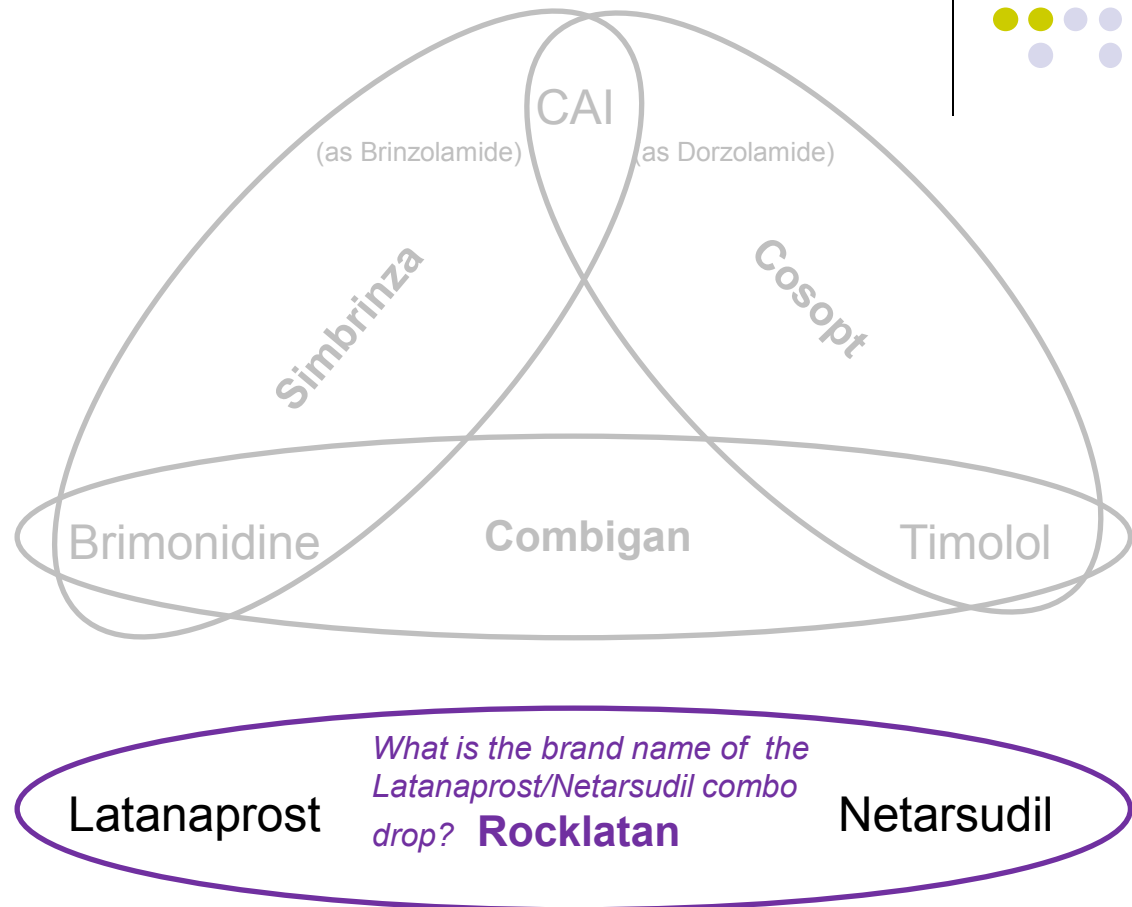 CAI
(as Brinzolamide) (as Dorzolamide)
Simbrinza
Cosopt
Brimonidine Combigan Timolol
What is the brand name of the
Latanaprost/Netarsudil combo
Latanaprost drop? Rocklatan Netarsudil